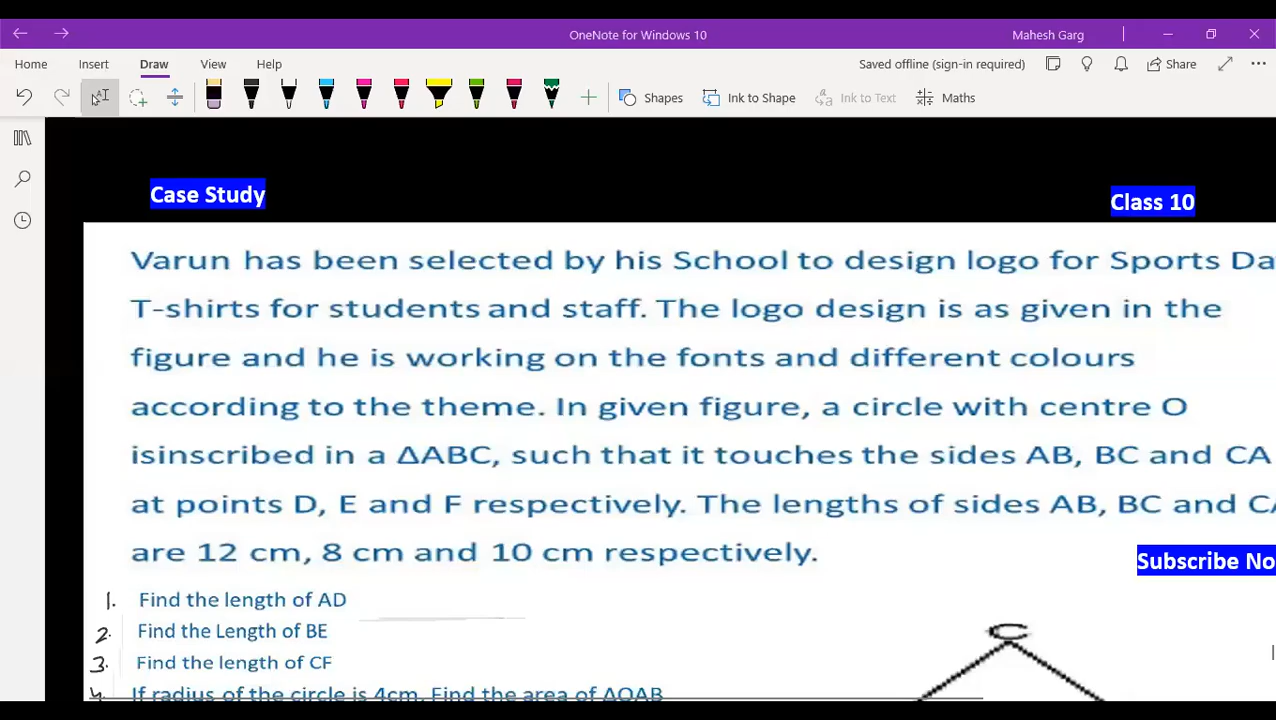 OneNote for Windows 10
Mahesh Garg
Home Insert Draw View Help
Saved offline (sign-in required)
Share
Shapes
Ink to Shape
Ink to Text
Maths
Case Study
Class 10
Varun has been selected by his School to design logo for Sports Da
T-shirts for students and staff. The logo design is as given in the
figure and he is working on the fonts and different colours
according to the theme. In given figure, a circle with centre O
isinscribed in a ΔABC, such that it touches the sides AB, BC and CA
at points D, E and F respectively. The lengths of sides AB, BC and CA
are 12 cm, 8 cm and 10 cm respectively.
Subscribe No
1. Find the length of AD
2. Find the Length of BE
3. Find the length of CF
4. If radius of the circle is 4cm. Find the area of ΔOAB
C